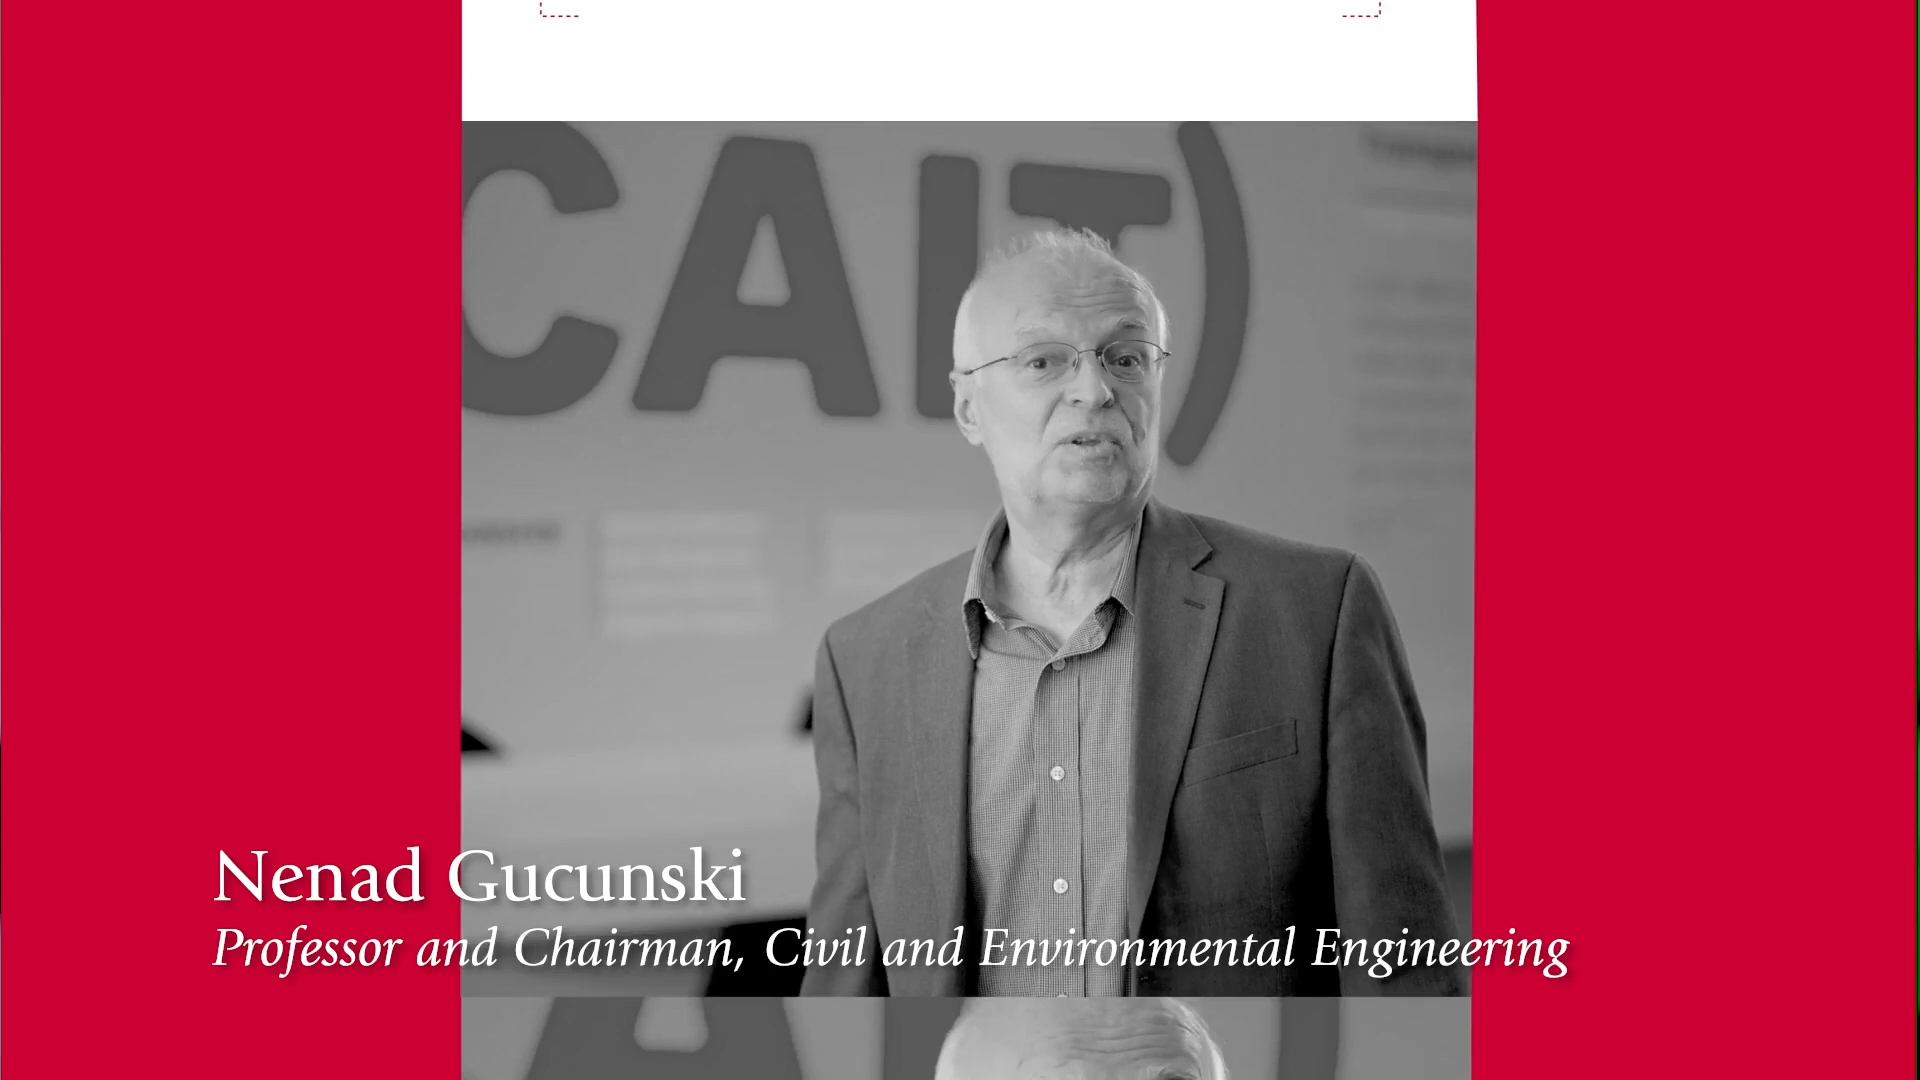 CAIT)
Nenad Gucunski
Professor and Chairman, Civil and Environmental Engineering